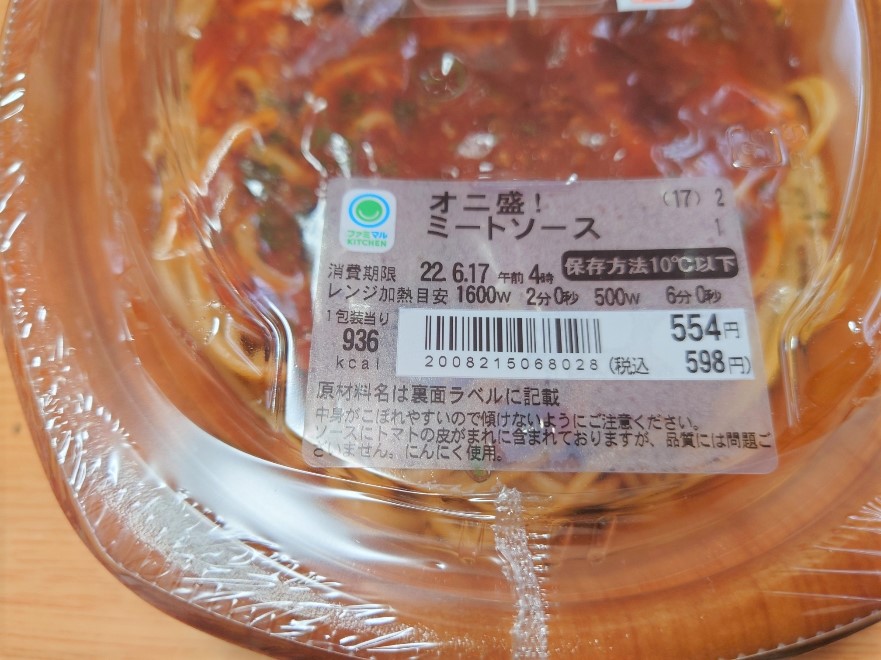 ファミマル
KITCHEN
オニ盛！ (17) 2
ミートソース 1
消費期限 22. 6.17 午前 4時 保存方法10℃以下
レンジ加熱目安 1600W 2分 0秒 500W 6分 0秒
1包装当り
936
kcal
554円
2008215068028 (税込 598円)
原材料名は裏面ラベルに記載
中身がこぼれやすいので傾けないようにご注意ください。
ソースにトマトの皮がまれに含まれておりますが、品質には問題ご
ざいません。にんにく使用。